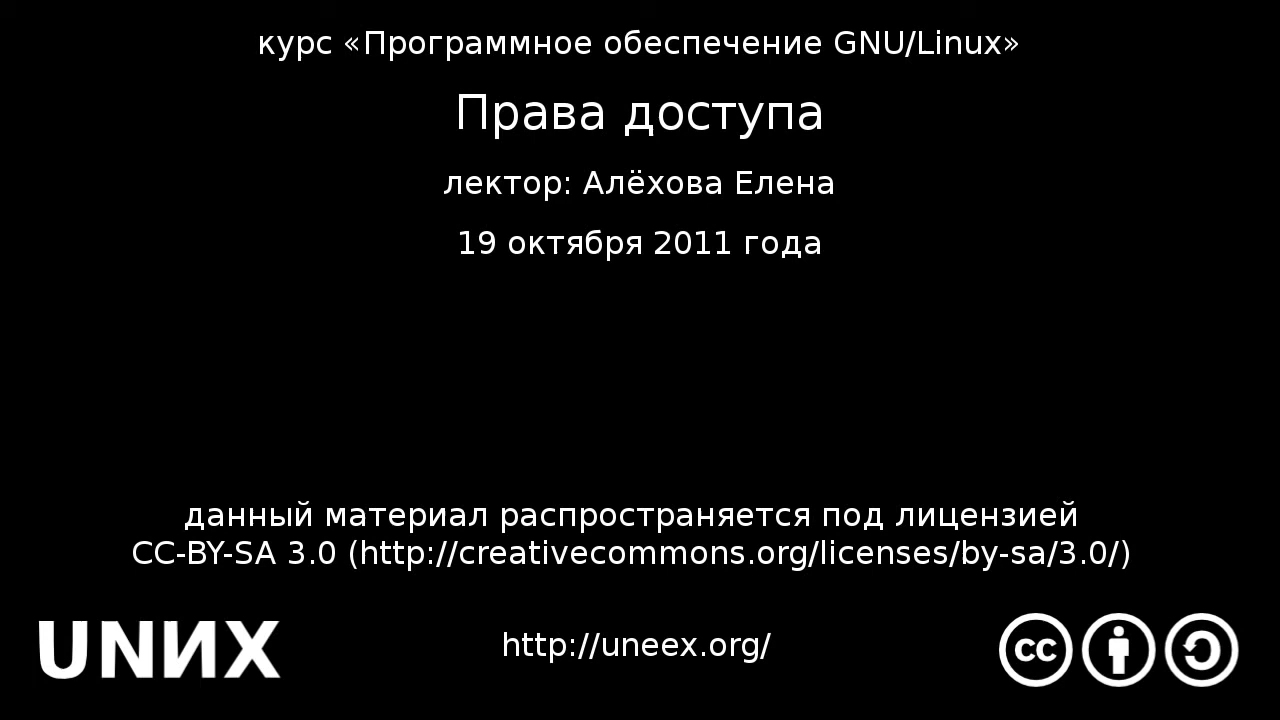 курс «Программное обеспечение GNU/Linux»
Права доступа
лектор: Алёхова Елена
19 октября 2011 года
данный материал распространяется под лицензией
CC-BY-SA 3.0 (http://creativecommons.org/licenses/by-sa/3.0/)
UNИX
http://uneex.org/
cc